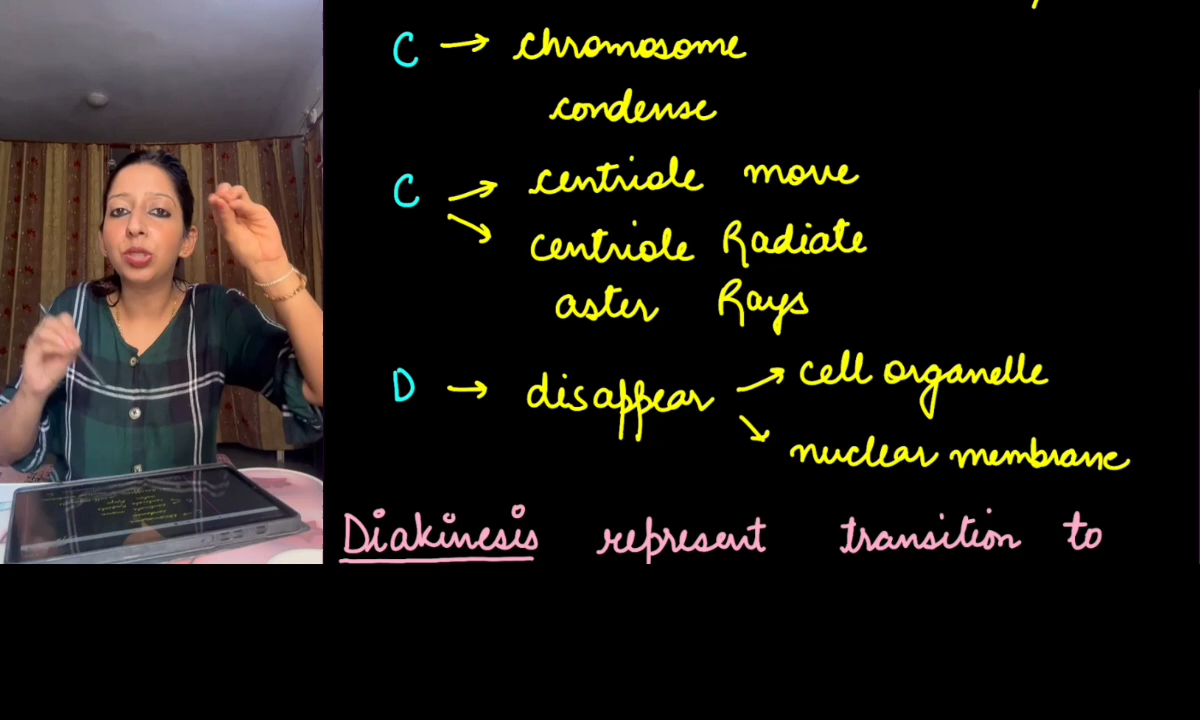 C → chromosome
condense
C → centriole move
→ centriole Radiate
aster Rays
D → disappear → cell organelle
→ nuclear membrane
Diakinesis represent transition to